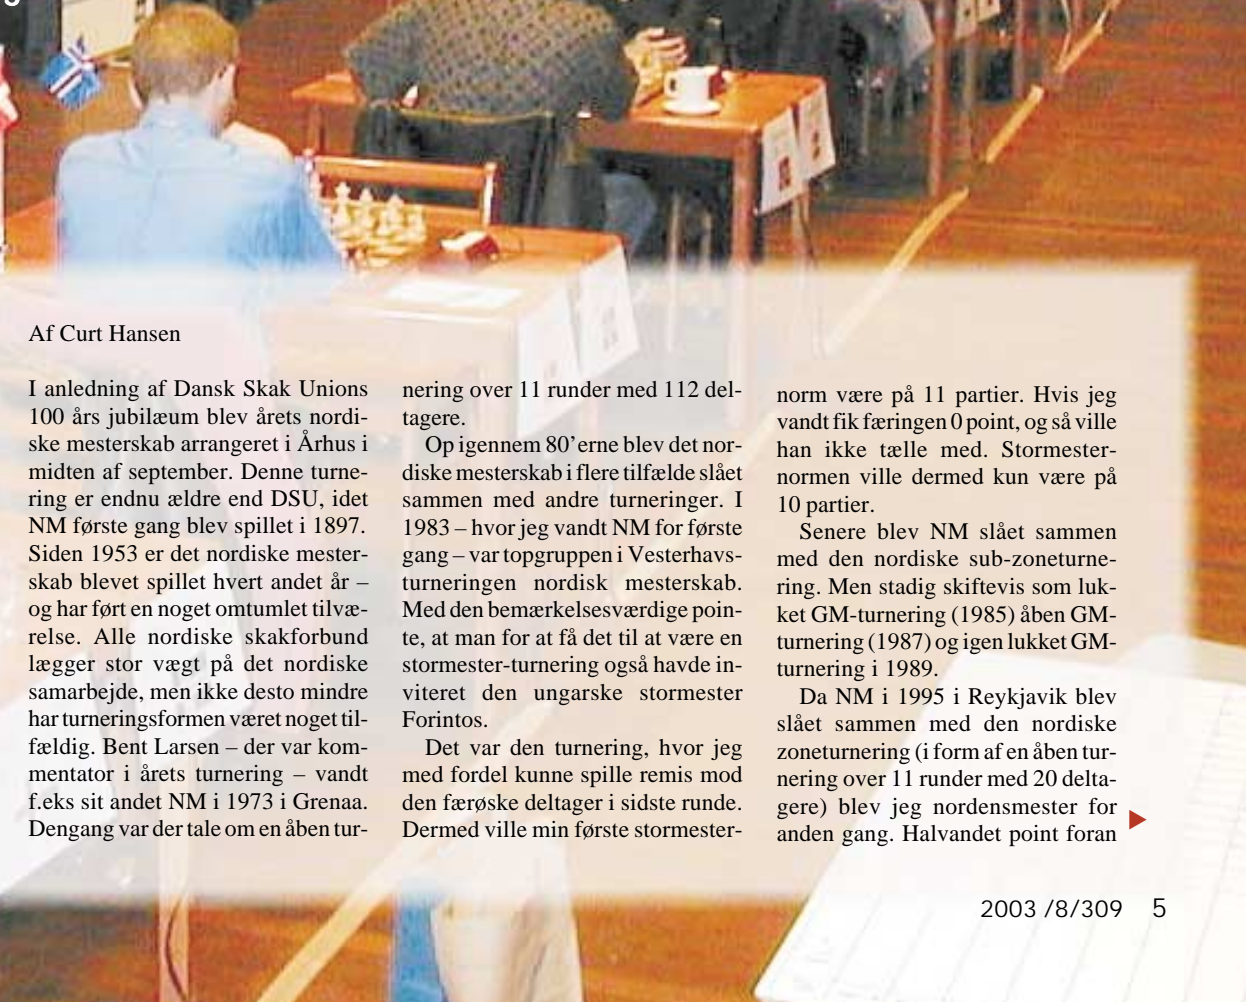 Af Curt Hansen
I anledning af Dansk Skak Unions
100 års jubilæum blev årets nordi-
ske mesterskab arrangeret i Århus i
midten af september. Denne turne-
ring er endnu ældre end DSU, idet
NM første gang blev spillet i 1897.
Siden 1953 er det nordiske mester-
skab blevet spillet hvert andet år –
og har ført en noget omtumlet tilvæ-
relse. Alle nordiske skakforbund
lægger stor vægt på det nordiske
samarbejde, men ikke desto mindre
har turneringsformen været noget til-
fældig. Bent Larsen – der var kom-
mentator i årets turnering – vandt
f.eks sit andet NM i 1973 i Grenaa.
Dengang var der tale om en åben tur-
nering over 11 runder med 112 del-
tagere.
Op igennem 80’erne blev det nor-
diske mesterskab i flere tilfælde slået
sammen med andre turneringer. I
1983 – hvor jeg vandt NM for første
gang – var topgruppen i Vesterhavs-
turneringen nordisk mesterskab.
Med den bemærkelsesværdige poin-
te, at man for at få det til at være en
stormester-turnering også havde in-
viteret den ungarske stormester
Forintos.
Det var den turnering, hvor jeg
med fordel kunne spille remis mod
den færøske deltager i sidste runde.
Dermed ville min første stormester-
norm være på 11 partier. Hvis jeg
vandt fik færingen 0 point, og så ville
han ikke tælle med. Stormester-
normen ville dermed kun være på
10 partier.
Senere blev NM slået sammen
med den nordiske sub-zoneturne-
ring. Men stadig skiftevis som luk-
ket GM-turnering (1985) åben GM-
turnering (1987) og igen lukket GM-
turnering i 1989.
Da NM i 1995 i Reykjavik blev
slået sammen med den nordiske
zoneturnering (i form af en åben tur-
nering over 11 runder med 20 delta-
gere) blev jeg nordensmester for
anden gang. Halvandet point foran
2003 /8/309 5